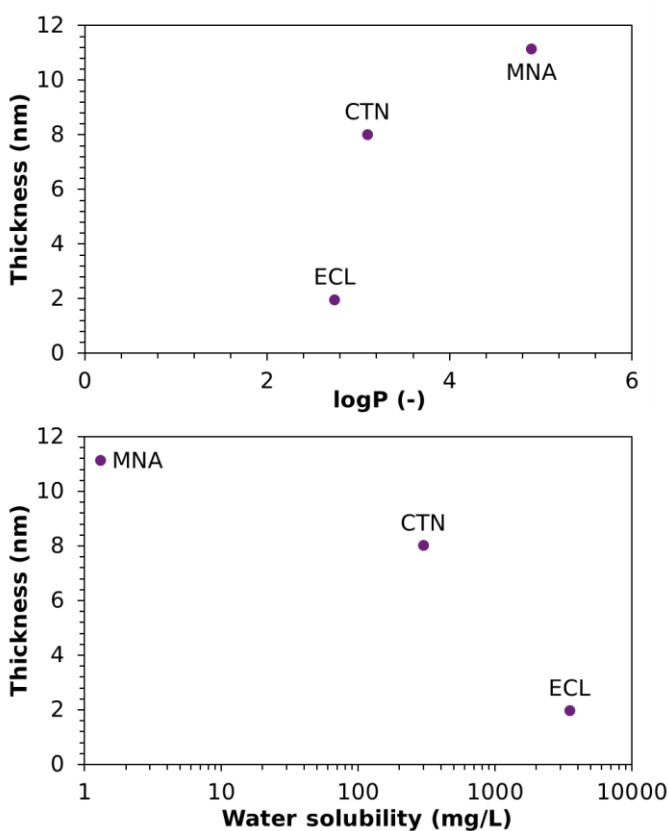 12
MNA
10
CTN
8
Thickness (nm)
6
4
ECL
2
0
0 2 4 6
logP (-)
12
MNA
10
CTN
8
Thickness (nm)
6
4
ECL
2
0
1 10 100 1000 10000
Water solubility (mg/L)